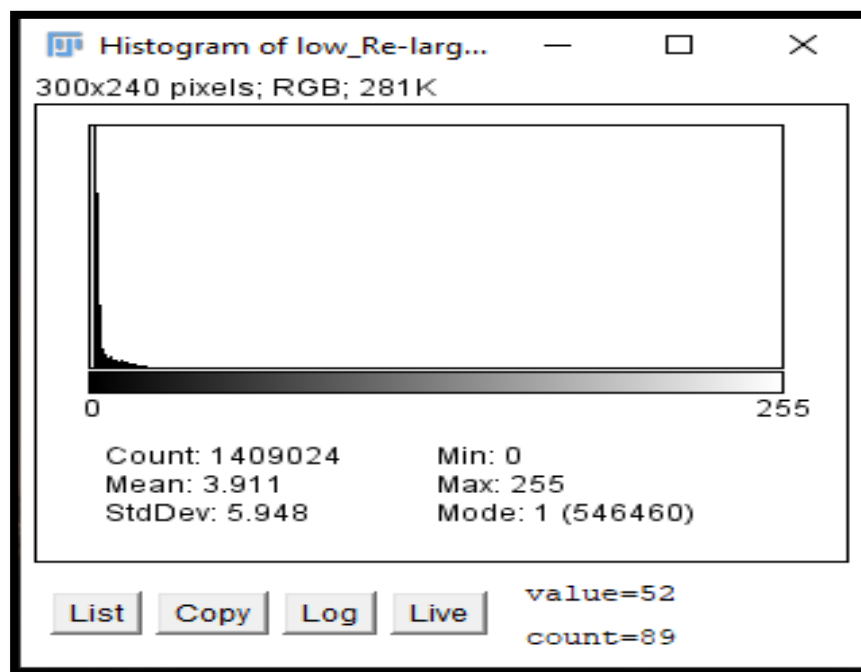 Histogram of low_Re-larg...
300x240 pixels; RGB; 281K
0 255
Count: 1409024 Min: 0
Mean: 3.911 Max: 255
StdDev: 5.948 Mode: 1 (546460)
List Copy Log Live value=52
count=89